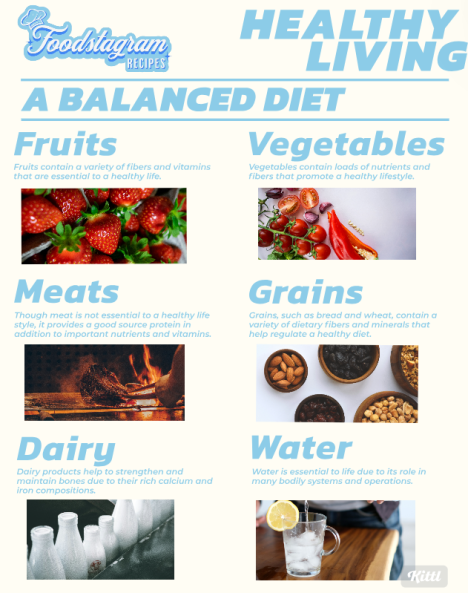 Foodstagram
RECIPES
HEALTHY
LIVING
A BALANCED DIET
Fruits
Fruits contain a variety of fibers and vitamins
that are essential to a healthy life.
Vegetables
Vegetables contain loads of nutrients and
fibers that promote a healthy lifestyle.
Meats
Though meat is not essential to a healthy life
style, it provides a good source protein in
addition to important nutrients and vitamins.
Grains
Grains, such as bread and wheat, contain a
variety of dietary fibers and minerals that
help regulate a healthy diet.
Dairy
Dairy products help to strengthen and
maintain bones due to their rich calcium and
iron compositions.
Water
Water is essential to life due to its role in
many bodily systems and operations.
Kittl